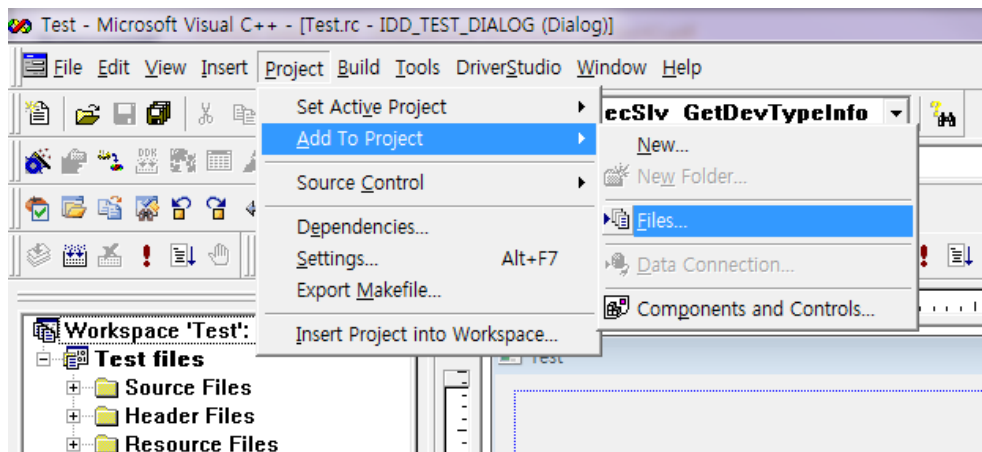 Test - Microsoft Visual C++ - [Test.rc - IDD_TEST_DIALOG (Dialog)]
File Edit View Insert Project Build Tools DriverStudio Window Help
Set Active Project
ecSlv_GetDevTypeInfo
Add To Project
New...
New Folder...
Source Control
Files...
Dependencies...
Settings... Alt+F7
Data Connection...
Export Makefile...
Components and Controls...
Insert Project into Workspace...
Workspace 'Test':
Test files
Test
Source Files
Header Files
Resource Files